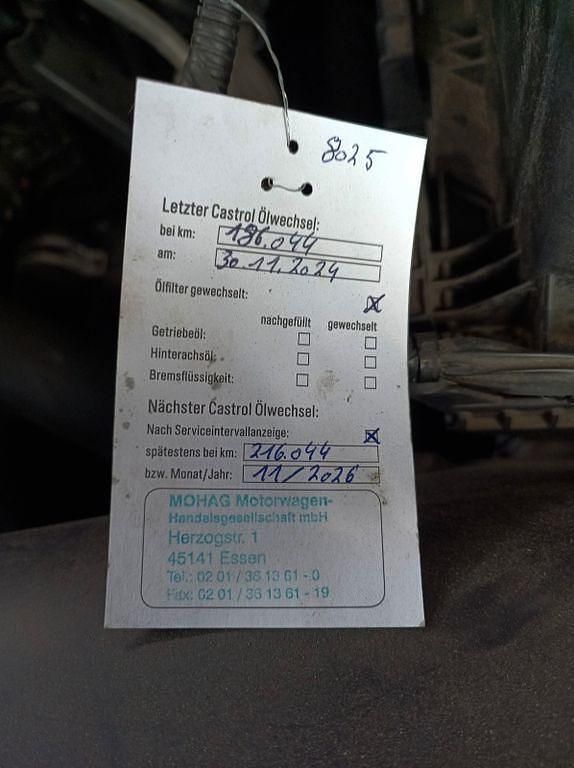 8025
Letzter Castrol Ölwechsel:
bei km: 186.044
am: 30.11.2024
Ölfilter gewechselt:
nachgefüllt gewechselt
Getriebeöl:
Hinterachsöl:
Bremsflüssigkeit:
Nächster Castrol Ölwechsel:
Nach Serviceintervallanzeige:
spätestens bei km: 216.044
bzw. Monat/Jahr: 11/2026
MOHAG Motorwagen-
Handelsgesellschaft mbH
Herzogstr. 1
45141 Essen
Tel.: 02 01 / 36 13 61 - 0
Fax: 02 01 / 36 13 61 - 19